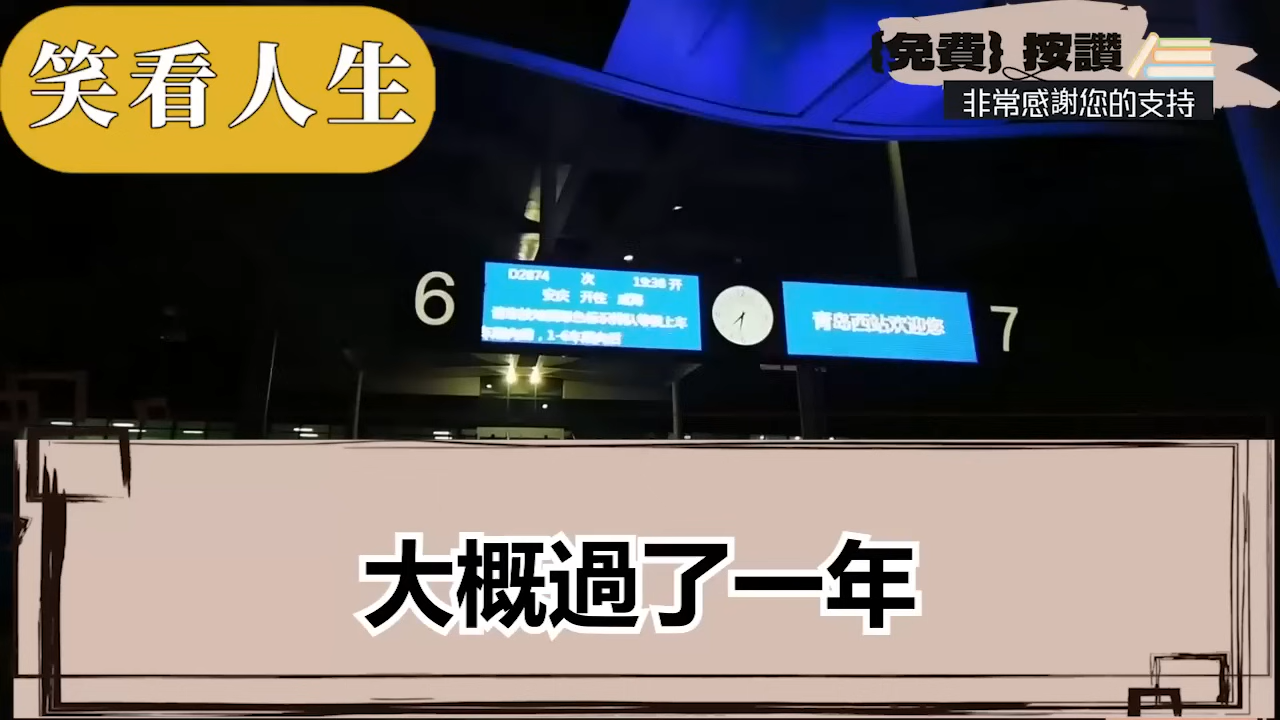 笑看人生
{免費} 按讚
非常感謝您的支持
6
D2874 次 19:36 开
安庆 开往 威海
青岛西站欢迎您
7
大概過了一年